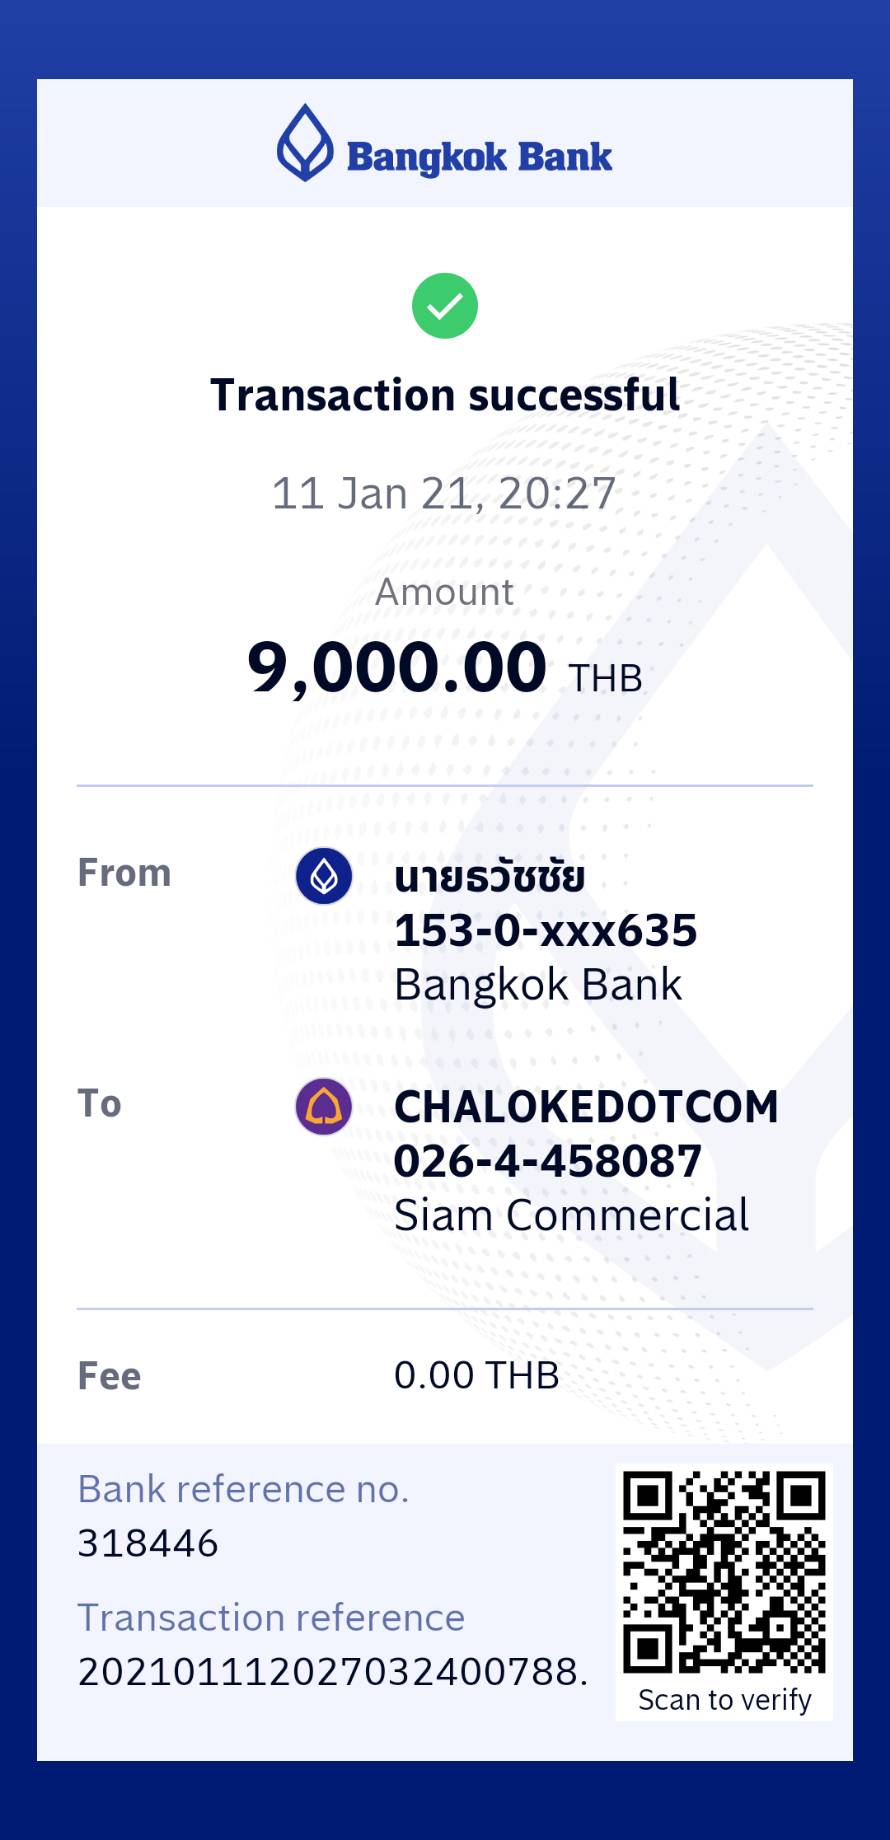 Bangkok Bank
Transaction successful
11 Jan 21, 20:27
Amount
9,000.00 THB
From
นายธวัชชัย
153-0-xxx635
Bangkok Bank
To
CHALOKEDOTCOM
026-4-458087
Siam Commercial
Fee
0.00 THB
Bank reference no.
318446
Transaction reference
202101112027032400788.
Scan to verify